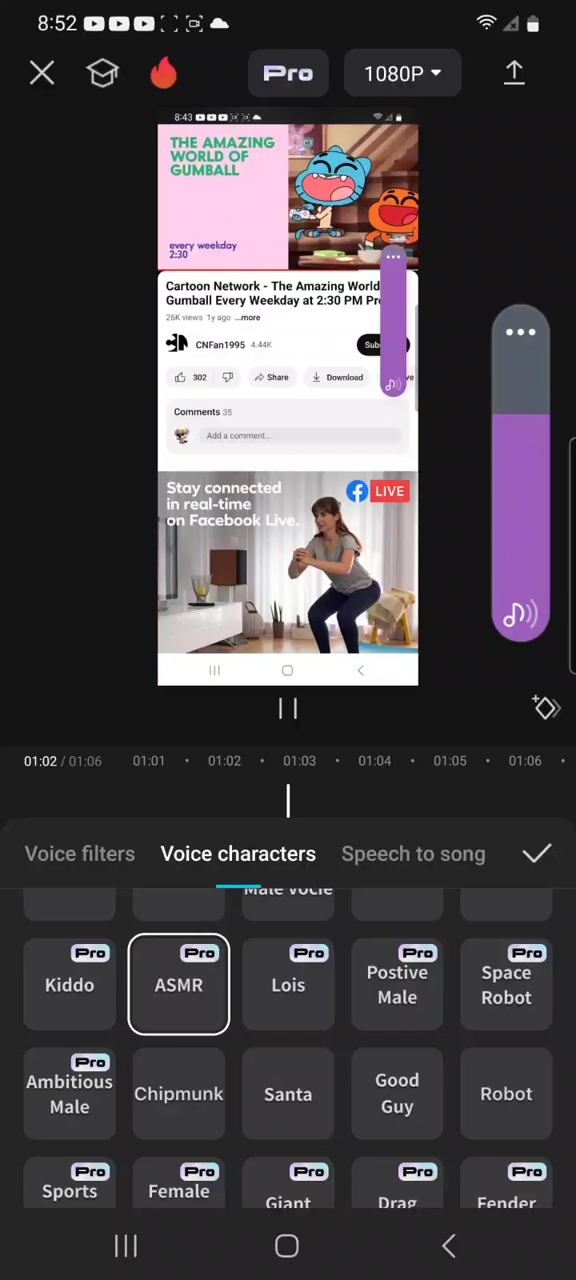 8:52
Pro
1080P
8:43
THE AMAZING
WORLD OF
GUMBALL
every weekday
2:30
Cartoon Network - The Amazing World
Gumball Every Weekday at 2:30 PM
26K views 1y ago ...more
CNFan1995 4.44K
302
Share
Download
Comments 35
Add a comment...
Stay connected
in real-time
on Facebook Live.
LIVE
01:02 / 01:06
01:01 01:02 01:03 01:04 01:05 01:06
Voice filters
Voice characters
Speech to song
Male Vocie
Pro
Kiddo
Pro
ASMR
Pro
Lois
Pro
Postive
Male
Pro
Space
Robot
Pro
Ambitious
Male
Chipmunk
Santa
Good
Guy
Robot
Pro
Sports
Pro
Female
Pro
Giant
Pro
Drag
Pro
Fender